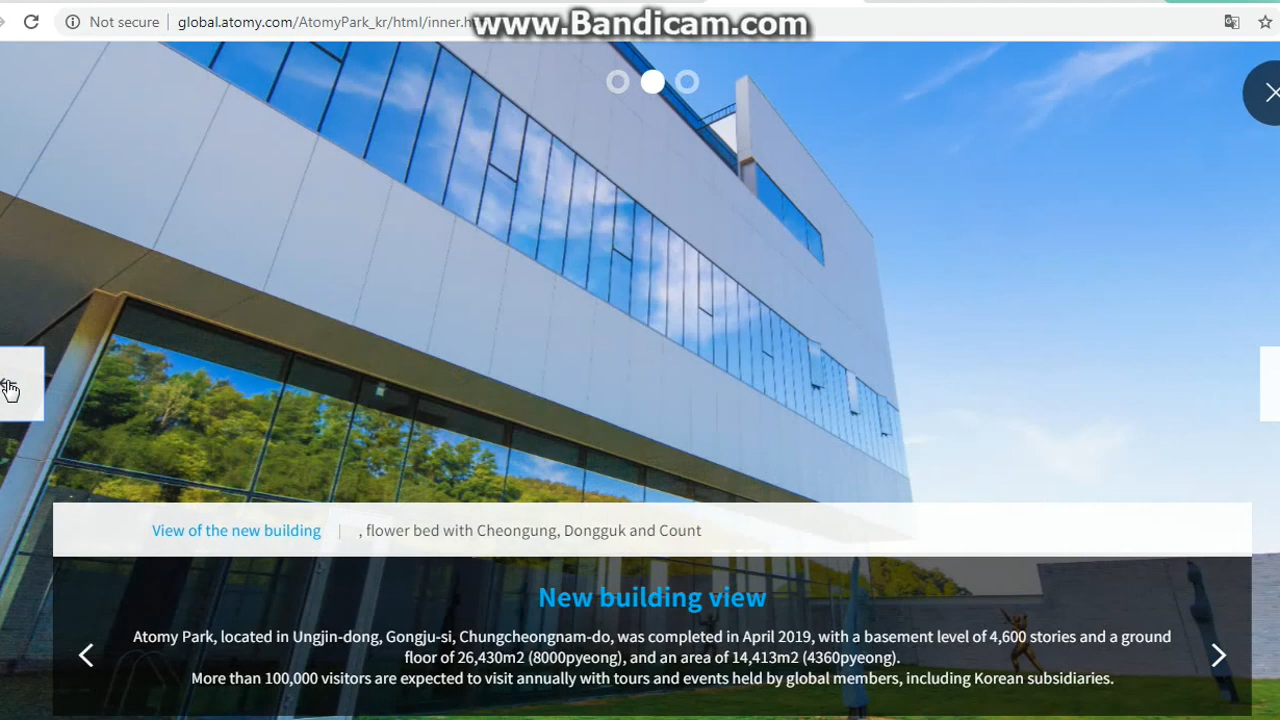 Not secure
global.atomy.com/AtomyPark_kr/html/imer.h
www.Bandicam.com
View of the new building | , flower bed with Cheongung, Dongguk and Count
New building view
Atomy Park, located in Ungjin-dong, Gongju-si, Chungcheongnam-do, was completed in April 2019, with a basement level of 4,600 stories and a ground
floor of 26,430m2 (8000pyeong), and an area of 14,413m2 (4360pyeong).
More than 100,000 visitors are expected to visit annually with tours and events held by global members, including Korean subsidiaries.